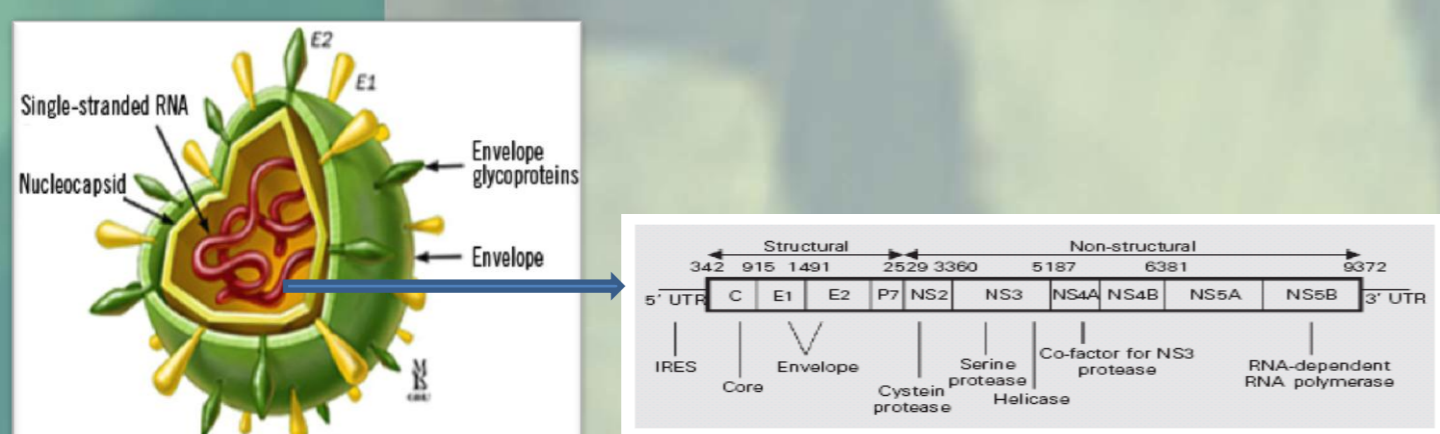 E2
E1
Single-stranded RNA
Nucleocapsid
Envelope
glycoproteins
Envelope
Structural
Non-structural
342 915 1491 2529 3360 5187 6381 9372
5' UTR C E1 E2 P7 NS2 NS3 NS4A NS4B NS5A NS5B 3' UTR
IRES
Core
Envelope
Cystein
protease
Serine
protease
Helicase
Co-factor for NS3
protease
RNA-dependent
RNA polymerase